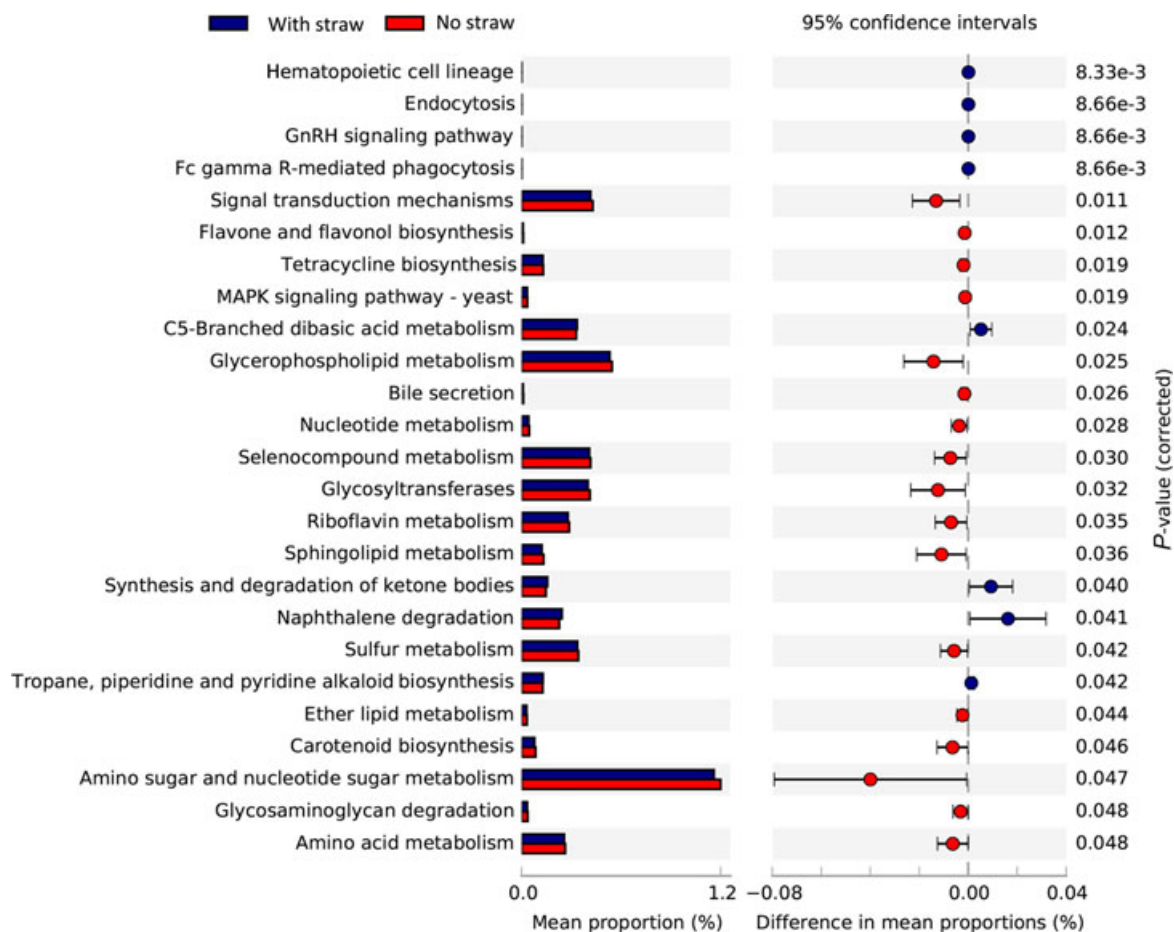 With straw No straw 95% confidence intervals
Hematopoietic cell lineage 8.33e-3
Endocytosis 8.66e-3
GnRH signaling pathway 8.66e-3
Fc gamma R-mediated phagocytosis 8.66e-3
Signal transduction mechanisms 0.011
Flavone and flavonol biosynthesis 0.012
Tetracycline biosynthesis 0.019
MAPK signaling pathway - yeast 0.019
C5-Branched dibasic acid metabolism 0.024
Glycerophospholipid metabolism 0.025
Bile secretion 0.026
Nucleotide metabolism 0.028
Selenocompound metabolism 0.030
Glycosyltransferases 0.032
Riboflavin metabolism 0.035
Sphingolipid metabolism 0.036
Synthesis and degradation of ketone bodies 0.040
Naphthalene degradation 0.041
Sulfur metabolism 0.042
Tropane, piperidine and pyridine alkaloid biosynthesis 0.042
Ether lipid metabolism 0.044
Carotenoid biosynthesis 0.046
Amino sugar and nucleotide sugar metabolism 0.047
Glycosaminoglycan degradation 0.048
Amino acid metabolism 0.048
P-value (corrected)
0.0 1.2 −0.08 0.00 0.04
Mean proportion (%) Difference in mean proportions (%)